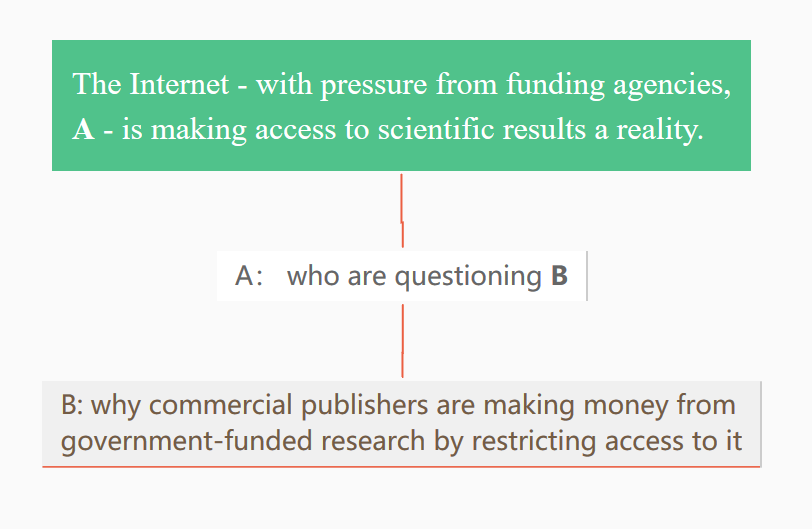 The Internet - with pressure from funding agencies,
A - is making access to scientific results a reality.
A： who are questioning B
B: why commercial publishers are making money from
government-funded research by restricting access to it